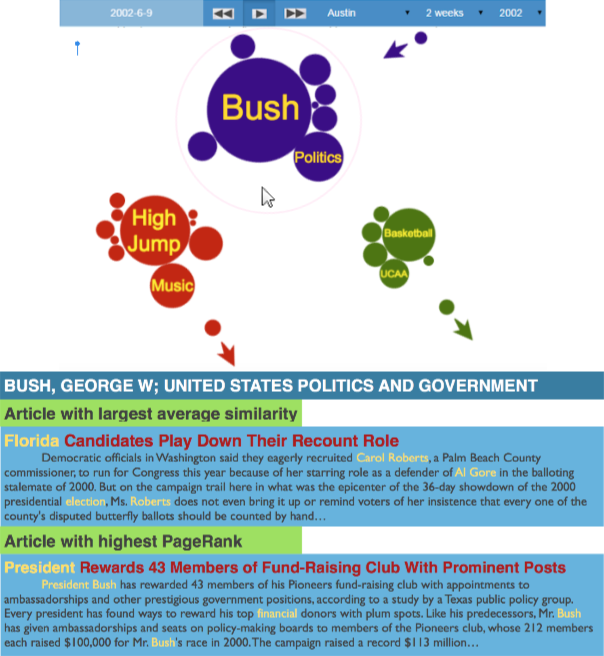 2002-6-9 Austin 2 weeks 2002
Bush
Politics
High
Jump
Music
Basketball
UCAA
BUSH, GEORGE W; UNITED STATES POLITICS AND GOVERNMENT
Article with largest average similarity
Florida Candidates Play Down Their Recount Role
Democratic officials in Washington said they eagerly recruited Carol Roberts, a Palm Beach County
commissioner, to run for Congress this year because of her starring role as a defender of Al Gore in the balloting
stalemate of 2000. But on the campaign trail here in what was the epicenter of the 36-day showdown of the 2000
presidential election, Ms. Roberts does not even bring it up or remind voters of her insistence that every one of the
county's disputed butterfly ballots should be counted by hand…
Article with highest PageRank
President Rewards 43 Members of Fund-Raising Club With Prominent Posts
President Bush has rewarded 43 members of his Pioneers fund-raising club with appointments to
ambassadorships and other prestigious government positions, according to a study by a Texas public policy group.
Every president has found ways to reward his top financial donors with plum spots. Like his predecessors, Mr. Bush
has given ambassadorships and seats on policy-making boards to members of the Pioneers club, whose 212 members
each raised $100,000 for Mr. Bush's race in 2000. The campaign raised a record $113 million…